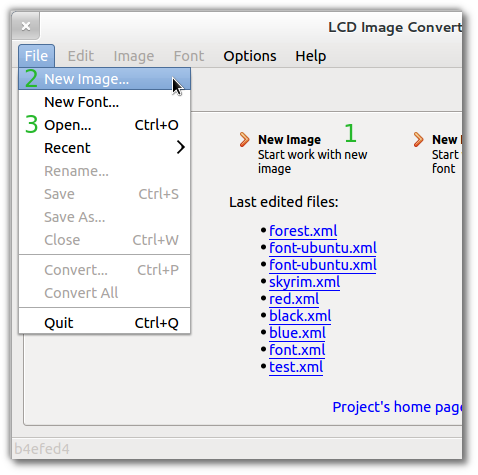 LCD Image Convert
File Edit Image Font Options Help
2 New Image...
New Font...
3 Open... Ctrl+O
Recent
Rename...
Save Ctrl+S
Save As...
Close Ctrl+W
Convert... Ctrl+P
Convert All
Quit Ctrl+Q
New Image 1
Start work with new
image
New
Start
font
Last edited files:
forest.xml
font-ubuntu.xml
font-ubuntu.xml
skyrim.xml
red.xml
black.xml
blue.xml
font.xml
test.xml
Project's home page
b4efed4